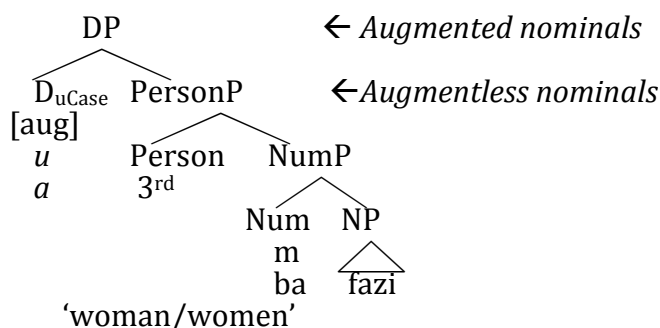 DP ← Augmented nominals
D_uCase PersonP ←Augmentless nominals
[aug]
u Person NumP
a 3rd
Num NP
m
ba fazi
‘woman/women’